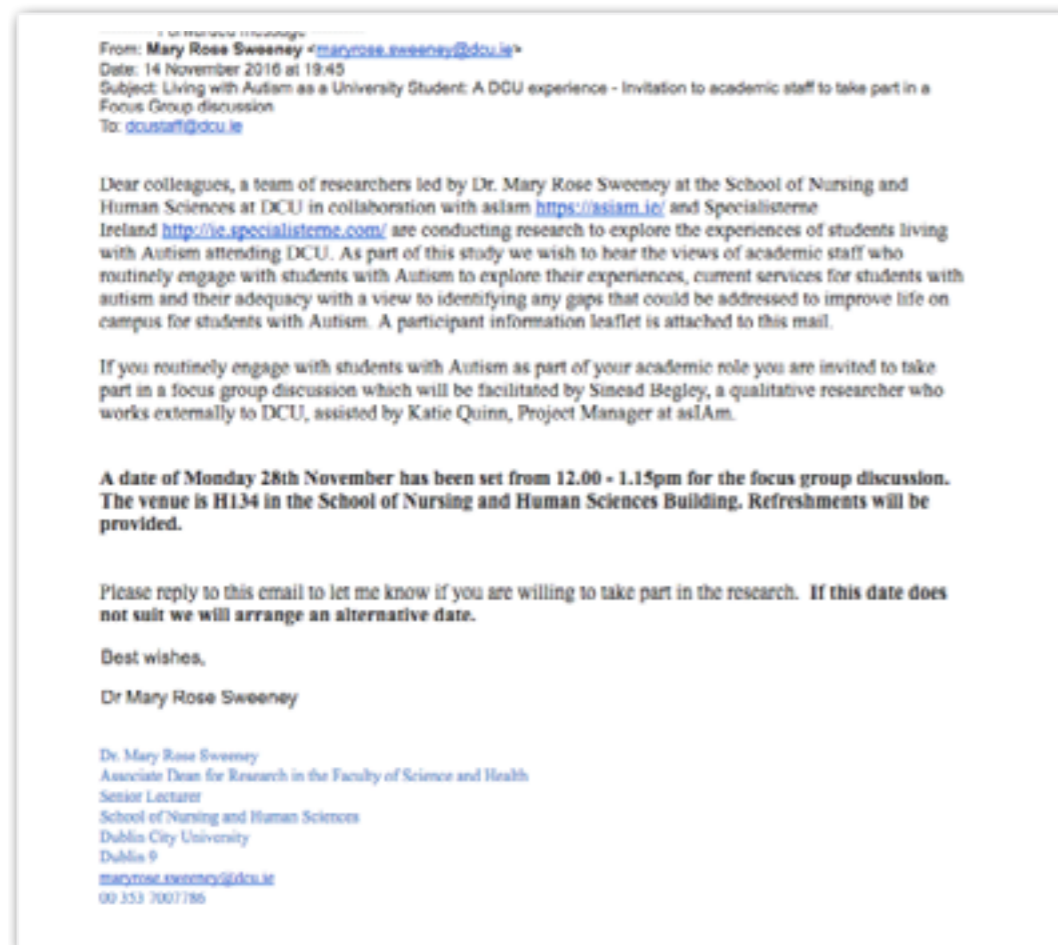 Forwarded message
From: Mary Rose Sweeney <maryrose.sweeney@dcu.ie>
Date: 14 November 2016 at 19:45
Subject: Living with Autism as a University Student: A DCU experience - Invitation to academic staff to take part in a
Focus Group discussion
To: dcustaff@dcu.ie
Dear colleagues, a team of researchers led by Dr. Mary Rose Sweeney at the School of Nursing and
Human Sciences at DCU in collaboration with asIam https://asiam.ie/ and Specialisterne
Ireland http://ie.specialisterne.com/ are conducting research to explore the experiences of students living
with Autism attending DCU. As part of this study we wish to hear the views of academic staff who
routinely engage with students with Autism to explore their experiences, current services for students with
autism and their adequacy with a view to identifying any gaps that could be addressed to improve life on
campus for students with Autism. A participant information leaflet is attached to this mail.
If you routinely engage with students with Autism as part of your academic role you are invited to take
part in a focus group discussion which will be facilitated by Sinead Begley, a qualitative researcher who
works externally to DCU, assisted by Katie Quinn, Project Manager at asIAm.
A date of Monday 28th November has been set from 12.00 - 1.15pm for the focus group discussion.
The venue is H134 in the School of Nursing and Human Sciences Building. Refreshments will be
provided.
Please reply to this email to let me know if you are willing to take part in the research. If this date does
not suit we will arrange an alternative date.
Best wishes,
Dr Mary Rose Sweeney
Dr. Mary Rose Sweeney
Associate Dean for Research in the Faculty of Science and Health
Senior Lecturer
School of Nursing and Human Sciences
Dublin City University
Dublin 9
maryrose.sweeney@dcu.ie
00 353 7007786